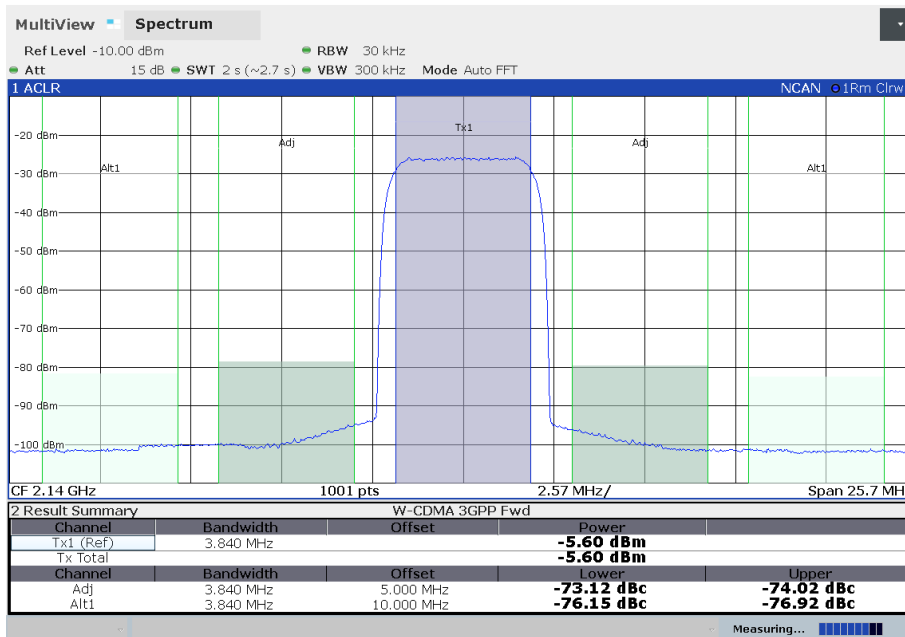 MultiView Spectrum
Ref Level -10.00 dBm RBW 30 kHz
Att 15 dB SWT 2 s (~2.7 s) VBW 300 kHz Mode Auto FFT
1 ACLR NCAN 1Rm Clrw
Tx1
-20 dBm
Adj Adj
Alt1 Alt1
-30 dBm
-40 dBm
-50 dBm
-60 dBm
-70 dBm
-80 dBm
-90 dBm
-100 dBm
CF 2.14 GHz 1001 pts 2.57 MHz/ Span 25.7 MH
2 Result Summary W-CDMA 3GPP Fwd
Channel Bandwidth Offset Power
Tx1 (Ref) 3.840 MHz -5.60 dBm
Tx Total -5.60 dBm
Channel Bandwidth Offset Lower Upper
Adj 3.840 MHz 5.000 MHz -73.12 dBc -74.02 dBc
Alt1 3.840 MHz 10.000 MHz -76.15 dBc -76.92 dBc
Measuring...